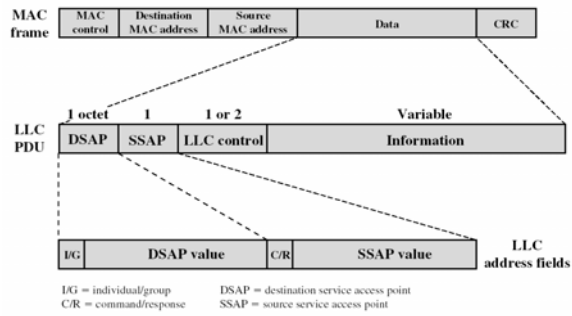 MAC frame
MAC control
Destination MAC address
Source MAC address
Data
CRC
1 octet
1
1 or 2
Variable
LLC PDU
DSAP
SSAP
LLC control
Information
I/G
DSAP value
C/R
SSAP value
LLC address fields
I/G = individual/group
DSAP = destination service access point
C/R = command/response
SSAP = source service access point